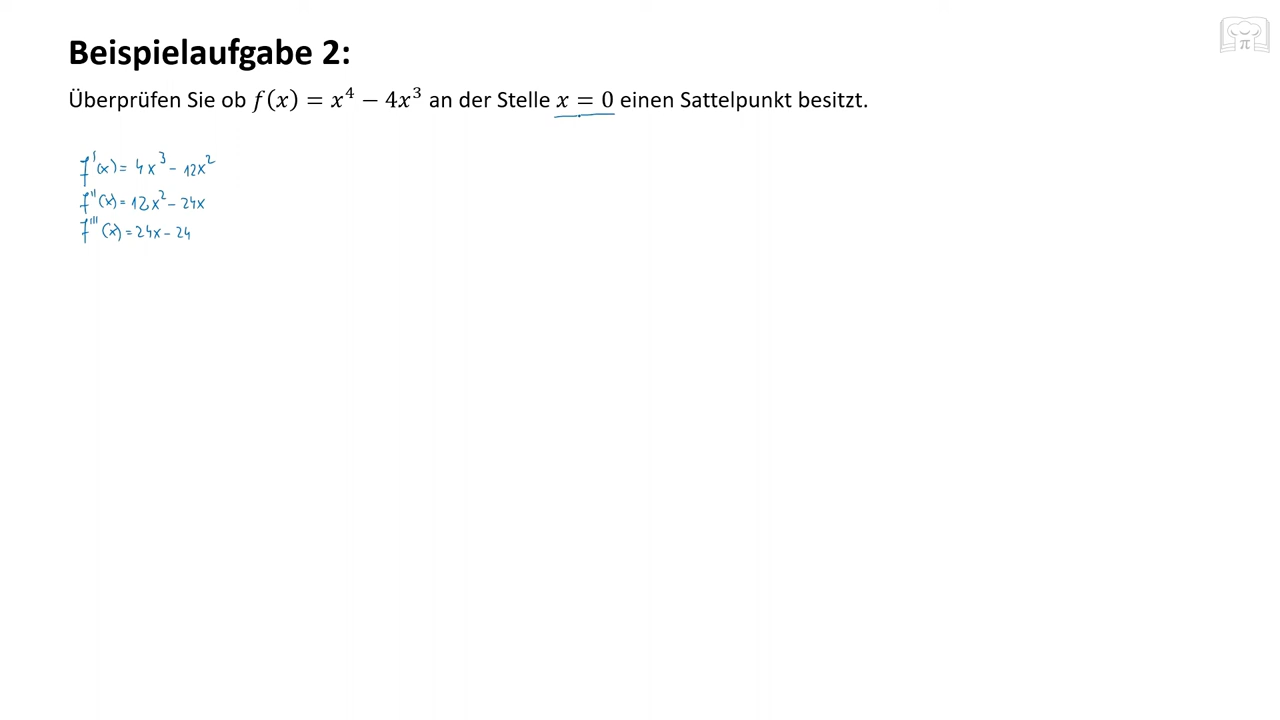 Beispielaufgabe 2:
Überprüfen Sie ob f(x) = x⁴ − 4x³ an der Stelle x = 0 einen Sattelpunkt besitzt.
f'(x) = 4x³ − 12x²
f''(x) = 12x² − 24x
f'''(x) = 24x − 24
π